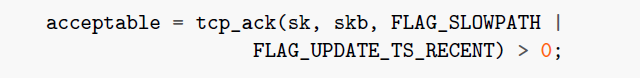 acceptable = tcp_ack(sk, skb, FLAG_SLOWPATH |
FLAG_UPDATE_TS_RECENT) > 0;